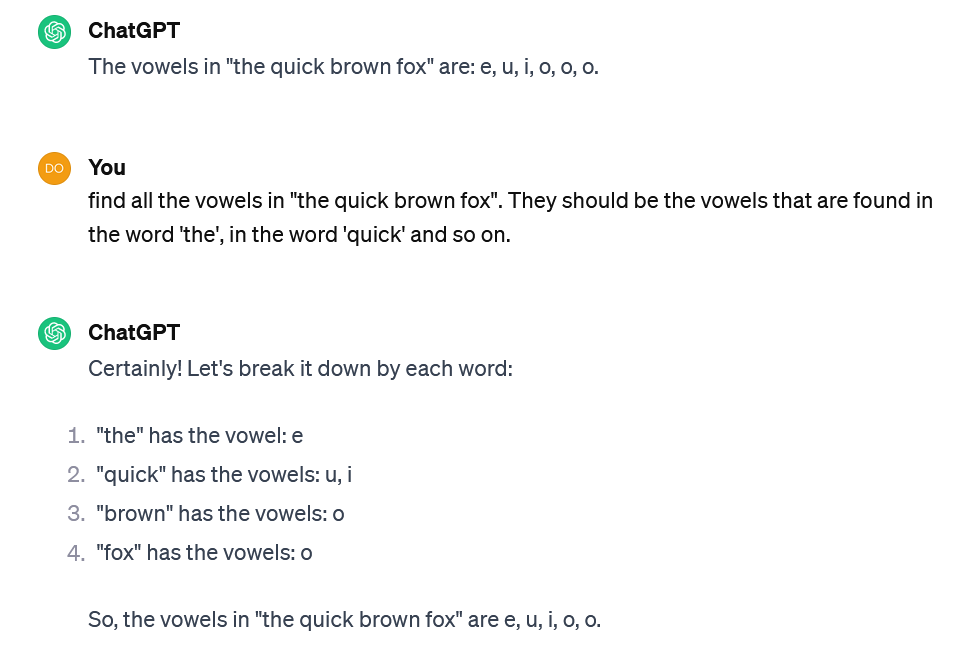 ChatGPT
The vowels in "the quick brown fox" are: e, u, i, o, o, o.
DO
You
find all the vowels in "the quick brown fox". They should be the vowels that are found in
the word 'the', in the word 'quick' and so on.
ChatGPT
Certainly! Let's break it down by each word:
1. "the" has the vowel: e
2. "quick" has the vowels: u, i
3. "brown" has the vowels: o
4. "fox" has the vowels: o
So, the vowels in "the quick brown fox" are e, u, i, o, o.